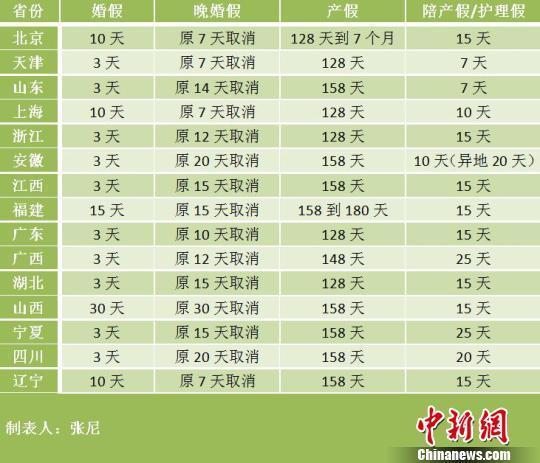 省份 婚假 晚婚假 产假 陪产假/护理假
北京 10 天 原 7 天取消 128 天到 7 个月 15 天
天津 3 天 原 7 天取消 128 天 7 天
山东 3 天 原 14 天取消 158 天 7 天
上海 10 天 原 7 天取消 128 天 10 天
浙江 3 天 原 12 天取消 128 天 15 天
安徽 3 天 原 20 天取消 158 天 10 天（异地 20 天）
江西 3 天 原 15 天取消 158 天 15 天
福建 15 天 原 15 天取消 158 到 180 天 15 天
广东 3 天 原 10 天取消 128 天 15 天
广西 3 天 原 12 天取消 148 天 25 天
湖北 3 天 原 15 天取消 128 天 15 天
山西 30 天 原 30 天取消 158 天 15 天
宁夏 3 天 原 15 天取消 158 天 25 天
四川 3 天 原 20 天取消 158 天 20 天
辽宁 10 天 原 7 天取消 158 天 15 天
制表人：张尼
中新网
Chinanews.com